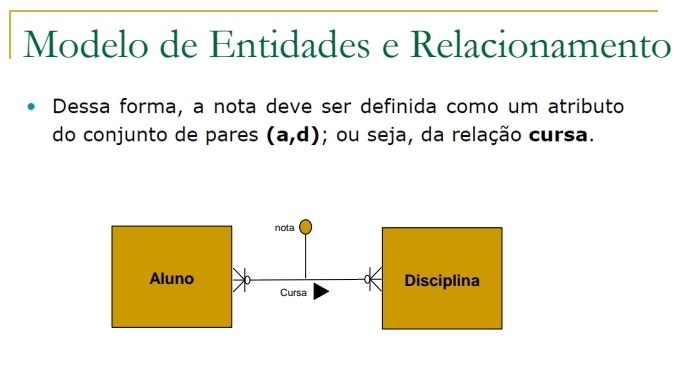 Modelo de Entidades e Relacionamento
Dessa forma, a nota deve ser definida como um atributo
do conjunto de pares (a,d); ou seja, da relação cursa.
nota
Aluno
Cursa
Disciplina